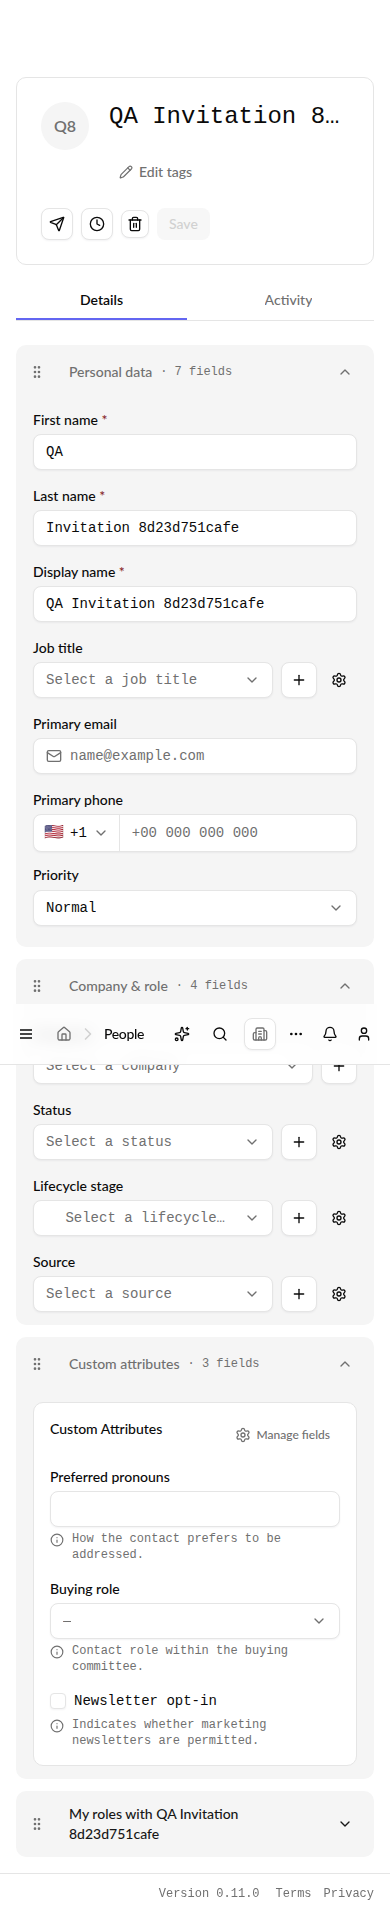 Q8
QA Invitation 8…
Edit tags
Save
Details
Activity
Personal data · 7 fields
First name *
QA
Last name *
Invitation 8d23d751cafe
Display name *
QA Invitation 8d23d751cafe
Job title
Select a job title
Primary email
name@example.com
Primary phone
+1
+00 000 000 000
Priority
Normal
Company & role · 4 fields
People
Select a company
Status
Select a status
Lifecycle stage
Select a lifecycle…
Source
Select a source
Custom attributes · 3 fields
Custom Attributes
Manage fields
Preferred pronouns
How the contact prefers to be
addressed.
Buying role
—
Contact role within the buying
committee.
Newsletter opt-in
Indicates whether marketing
newsletters are permitted.
My roles with QA Invitation
8d23d751cafe
Version 0.11.0 Terms Privacy